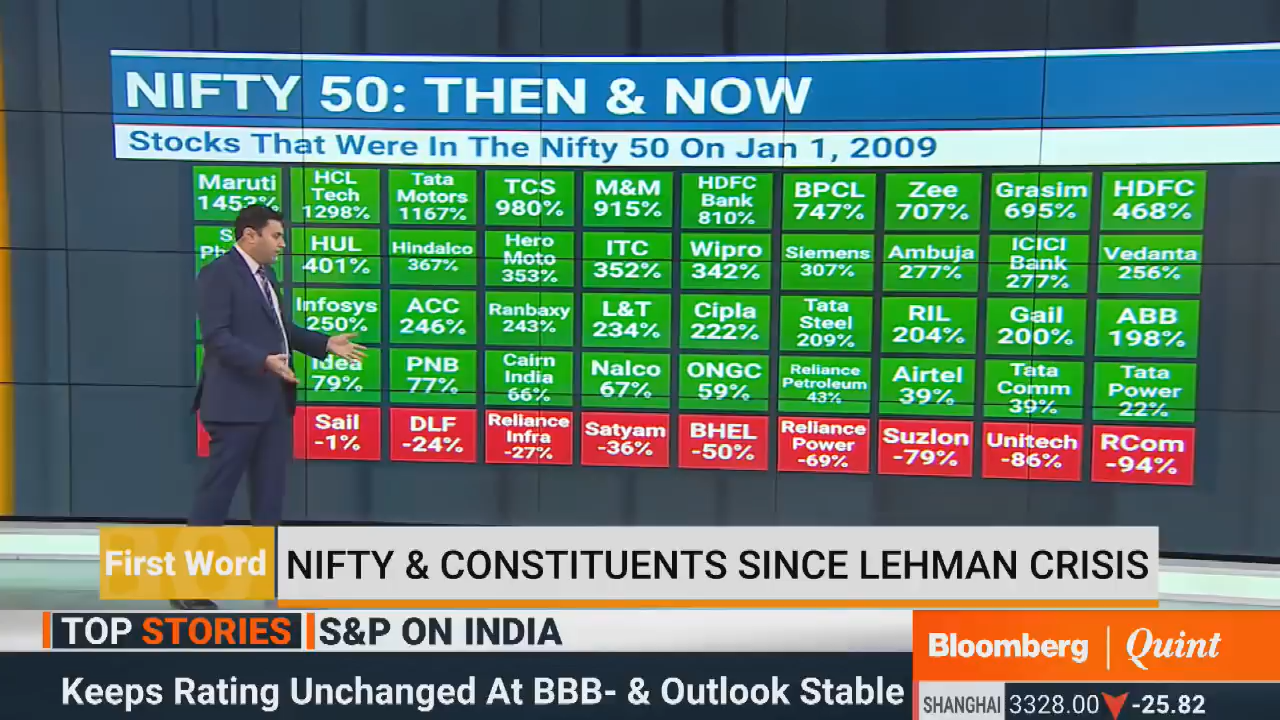 NIFTY 50: THEN & NOW
Stocks That Were In The Nifty 50 On Jan 1, 2009
Maruti
1453%
HCL
Tech
1298%
Tata
Motors
1167%
TCS
980%
M&M
915%
HDFC
Bank
810%
BPCL
747%
Zee
707%
Grasim
695%
HDFC
468%
HUL
401%
Hindalco
367%
Hero
Moto
353%
ITC
352%
Wipro
342%
Siemens
307%
Ambuja
277%
ICICI
Bank
277%
Vedanta
256%
Infosys
250%
ACC
246%
Ranbaxy
243%
L&T
234%
Cipla
222%
Tata
Steel
209%
RIL
204%
Gail
200%
ABB
198%
Idea
79%
PNB
77%
Cairn
India
66%
Nalco
67%
ONGC
59%
Reliance
Petroleum
43%
Airtel
39%
Tata
Comm
39%
Tata
Power
22%
Sail
-1%
DLF
-24%
Reliance
Infra
-27%
Satyam
-36%
BHEL
-50%
Reliance
Power
-69%
Suzlon
-79%
Unitech
-86%
RCom
-94%
First Word
NIFTY & CONSTITUENTS SINCE LEHMAN CRISIS
TOP STORIES S&P ON INDIA
Keeps Rating Unchanged At BBB- & Outlook Stable
Bloomberg | Quint
SHANGHAI 3328.00 -25.82